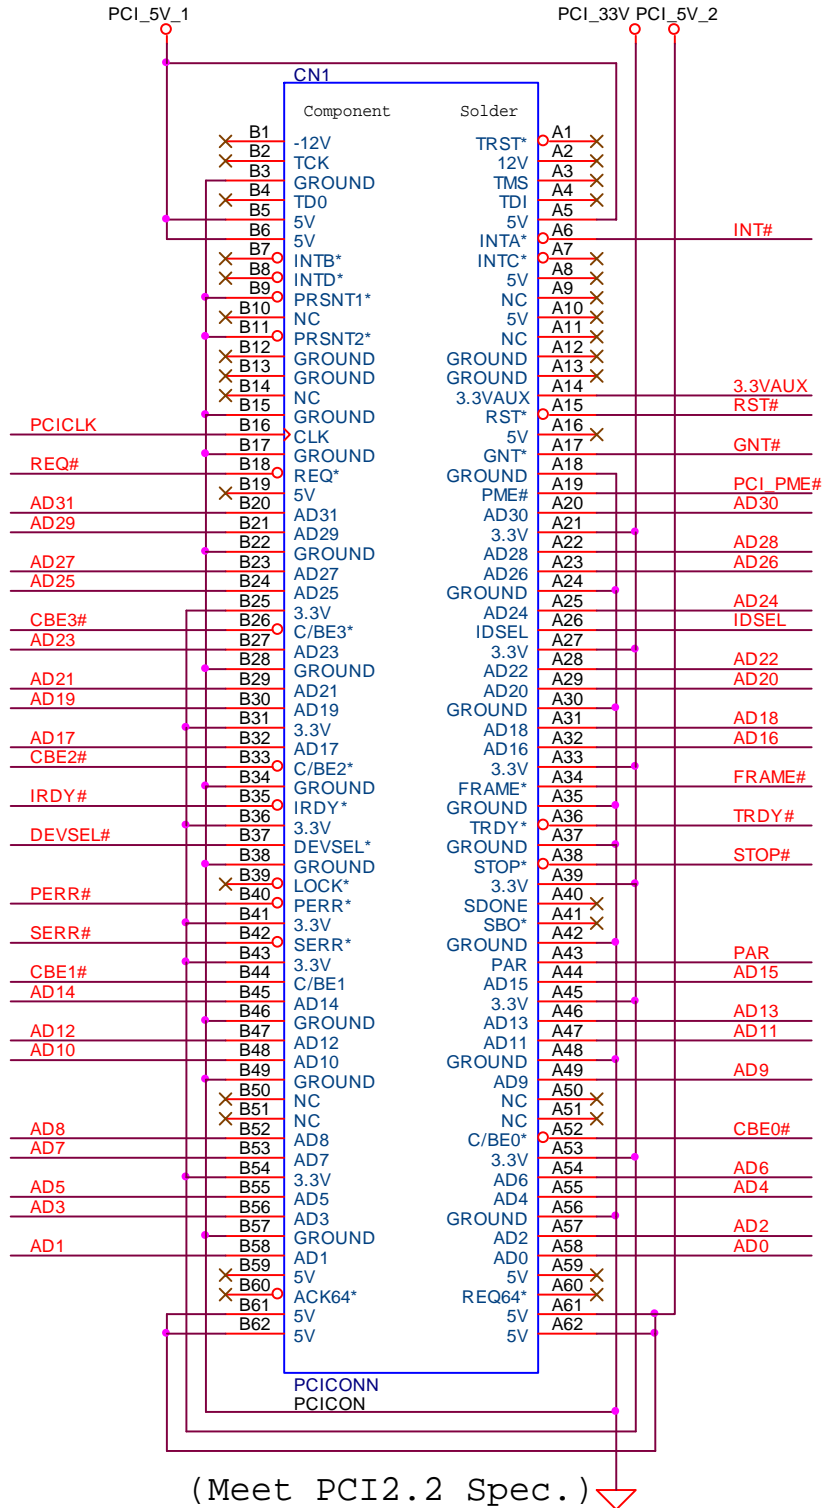 PCI_5V_1 PCI_33V PCI_5V_2
CN1
Component Solder
B1 -12V TRST* A1
B2 TCK 12V A2
B3 GROUND TMS A3
B4 TD0 TDI A4
B5 5V 5V A5
B6 5V INTA* A6 INT#
B7 INTB* INTC* A7
B8 INTD* 5V A8
B9 PRSNT1* NC A9
B10 NC 5V A10
B11 PRSNT2* NC A11
B12 GROUND GROUND A12
B13 GROUND GROUND A13
B14 NC 3.3VAUX A14 3.3VAUX
B15 GROUND RST* A15 RST#
PCICLK B16 CLK 5V A16
B17 GROUND GNT* A17 GNT#
REQ# B18 REQ* GROUND A18
B19 5V PME# A19 PCI_PME#
AD31 B20 AD31 AD30 A20 AD30
AD29 B21 AD29 3.3V A21
B22 GROUND AD28 A22 AD28
AD27 B23 AD27 AD26 A23 AD26
AD25 B24 AD25 GROUND A24
B25 3.3V AD24 A25 AD24
CBE3# B26 C/BE3* IDSEL A26 IDSEL
AD23 B27 AD23 3.3V A27
B28 GROUND AD22 A28 AD22
AD21 B29 AD21 AD20 A29 AD20
AD19 B30 AD19 GROUND A30
B31 3.3V AD18 A31 AD18
AD17 B32 AD17 AD16 A32 AD16
CBE2# B33 C/BE2* 3.3V A33
B34 GROUND FRAME* A34 FRAME#
IRDY# B35 IRDY* GROUND A35
B36 3.3V TRDY* A36 TRDY#
DEVSEL# B37 DEVSEL* GROUND A37
B38 GROUND STOP* A38 STOP#
B39 LOCK* 3.3V A39
PERR# B40 PERR* SDONE A40
B41 3.3V SBO* A41
SERR# B42 SERR* GROUND A42
B43 3.3V PAR A43 PAR
CBE1# B44 C/BE1 AD15 A44 AD15
AD14 B45 AD14 3.3V A45
B46 GROUND AD13 A46 AD13
AD12 B47 AD12 AD11 A47 AD11
AD10 B48 AD10 GROUND A48
B49 GROUND AD9 A49 AD9
B50 NC NC A50
B51 NC NC A51
AD8 B52 AD8 C/BE0* A52 CBE0#
AD7 B53 AD7 3.3V A53
B54 3.3V AD6 A54 AD6
AD5 B55 AD5 AD4 A55 AD4
AD3 B56 AD3 GROUND A56
B57 GROUND AD2 A57 AD2
AD1 B58 AD1 AD0 A58 AD0
B59 5V 5V A59
B60 ACK64* REQ64* A60
B61 5V 5V A61
B62 5V 5V A62
PCICONN
PCICON
(Meet PCI2.2 Spec.)